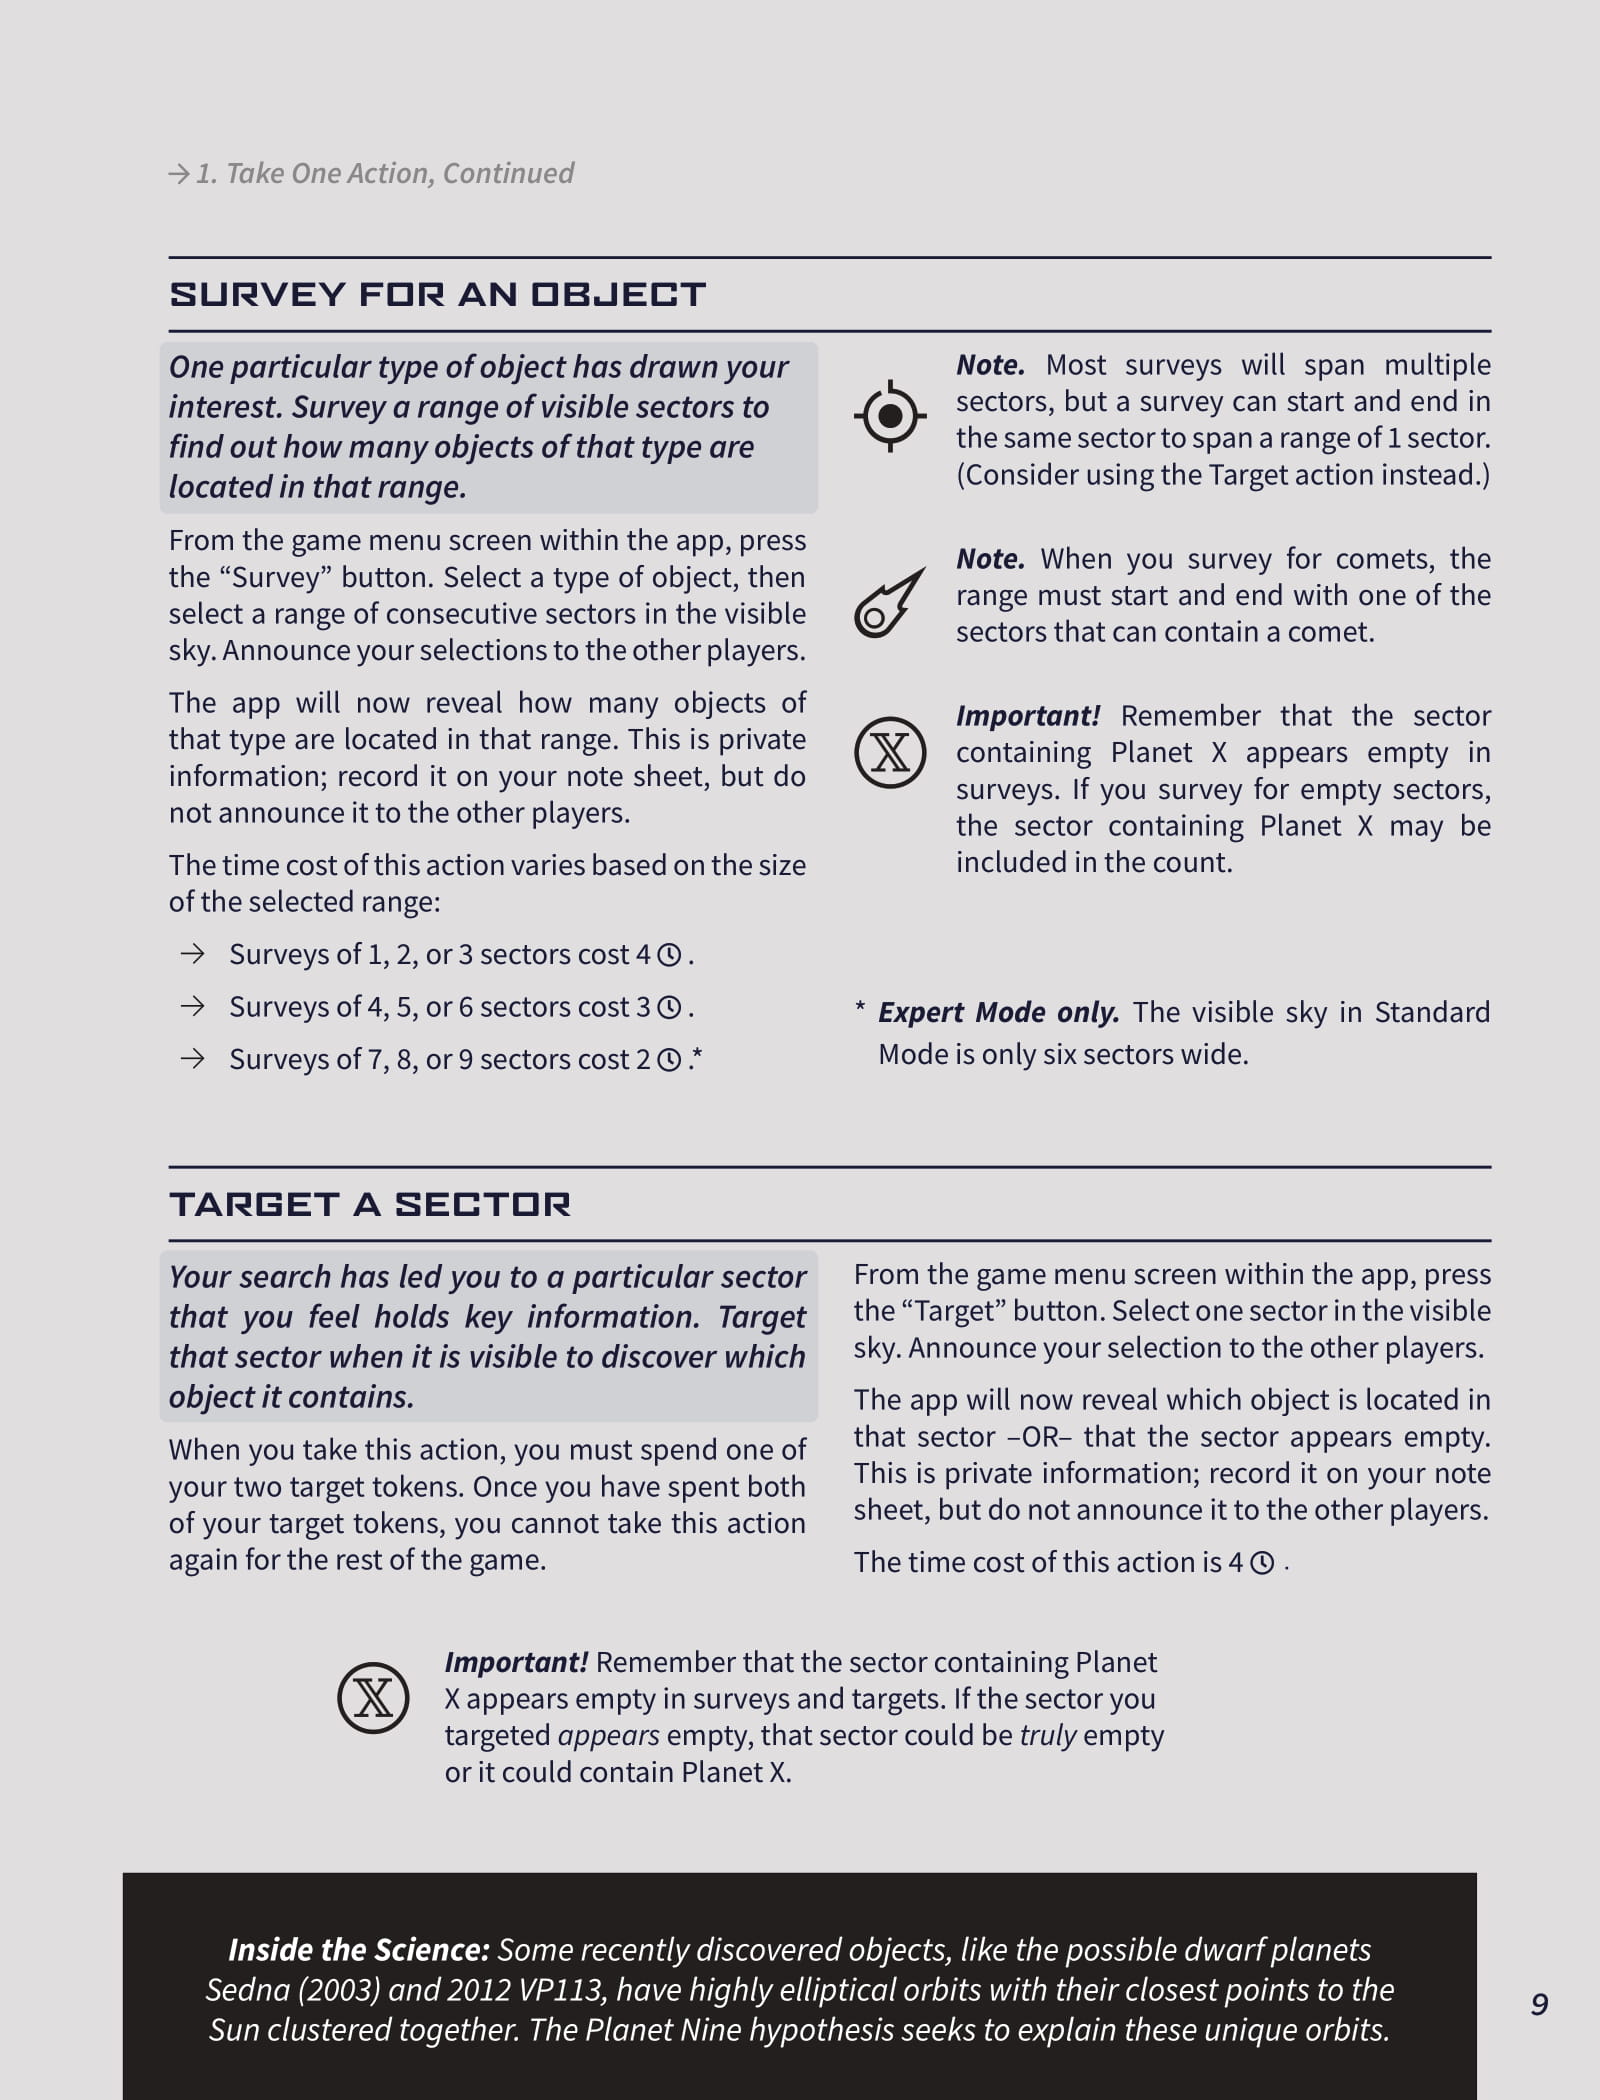 → 1. Take One Action, Continued
SURVEY FOR AN OBJECT
One particular type of object has drawn your
interest. Survey a range of visible sectors to
find out how many objects of that type are
located in that range.
From the game menu screen within the app, press
the “Survey” button. Select a type of object, then
select a range of consecutive sectors in the visible
sky. Announce your selections to the other players.
The app will now reveal how many objects of
that type are located in that range. This is private
information; record it on your note sheet, but do
not announce it to the other players.
The time cost of this action varies based on the size
of the selected range:
→ Surveys of 1, 2, or 3 sectors cost 4 .
→ Surveys of 4, 5, or 6 sectors cost 3 .
→ Surveys of 7, 8, or 9 sectors cost 2 .*
Note. Most surveys will span multiple
sectors, but a survey can start and end in
the same sector to span a range of 1 sector.
(Consider using the Target action instead.)
Note. When you survey for comets, the
range must start and end with one of the
sectors that can contain a comet.
X
Important! Remember that the sector
containing Planet X appears empty in
surveys. If you survey for empty sectors,
the sector containing Planet X may be
included in the count.
* Expert Mode only. The visible sky in Standard
Mode is only six sectors wide.
TARGET A SECTOR
Your search has led you to a particular sector
that you feel holds key information. Target
that sector when it is visible to discover which
object it contains.
When you take this action, you must spend one of
your two target tokens. Once you have spent both
of your target tokens, you cannot take this action
again for the rest of the game.
From the game menu screen within the app, press
the “Target” button. Select one sector in the visible
sky. Announce your selection to the other players.
The app will now reveal which object is located in
that sector –OR– that the sector appears empty.
This is private information; record it on your note
sheet, but do not announce it to the other players.
The time cost of this action is 4 .
X
Important! Remember that the sector containing Planet
X appears empty in surveys and targets. If the sector you
targeted appears empty, that sector could be truly empty
or it could contain Planet X.
Inside the Science: Some recently discovered objects, like the possible dwarf planets
Sedna (2003) and 2012 VP113, have highly elliptical orbits with their closest points to the
Sun clustered together. The Planet Nine hypothesis seeks to explain these unique orbits.
9